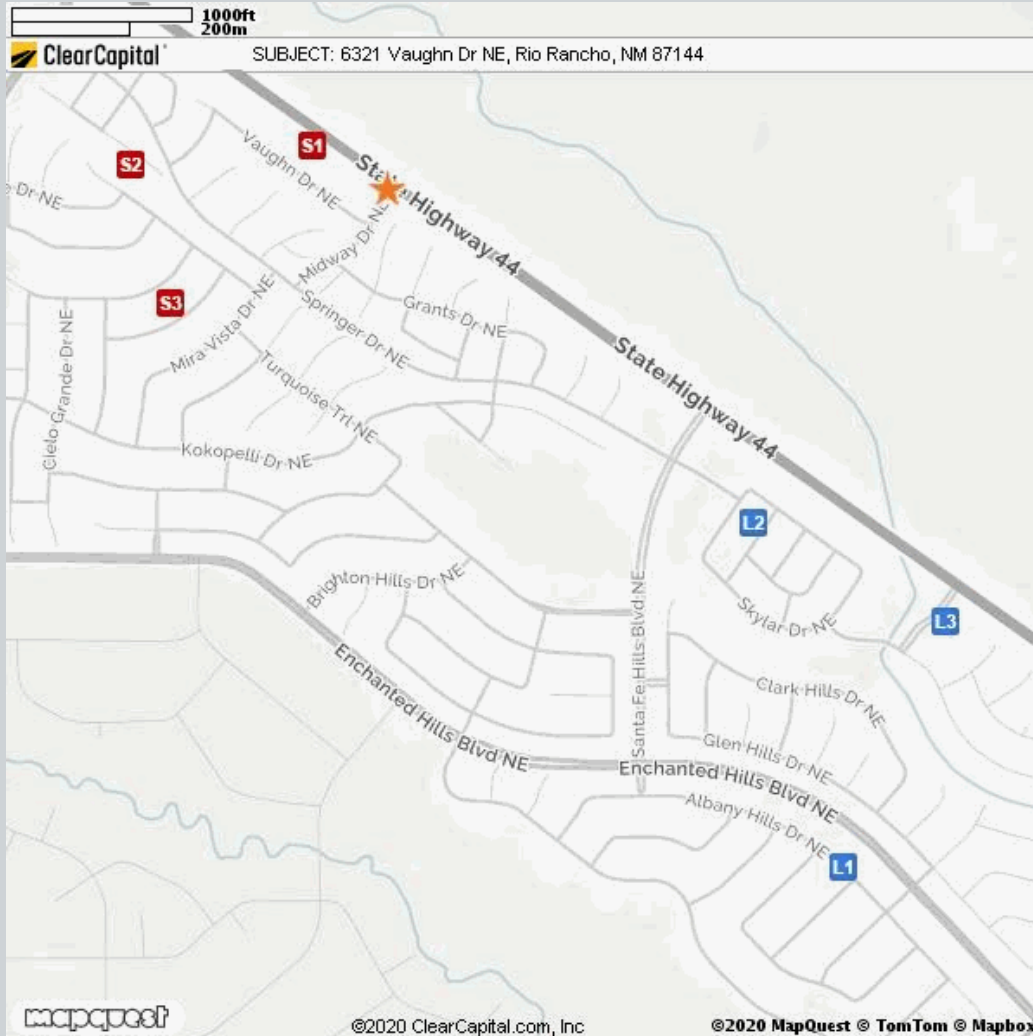 1000ft
200m
ClearCapital
SUBJECT: 6321 Vaughn Dr NE, Rio Rancho, NM 87144
S1
Vaughn Dr NE
State Highway 44
S2
e Dr NE
Midway Dr NE
S3
Grants Dr NE
Springer Dr NE
Mira Vista Dr NE
Cielo Grande Dr NE
State Highway 44
Turquoise Trl NE
Kokopelli Dr NE
L2
Brighton Hills Dr NE
Skylar Dr NE
L3
Santa Fe Hills Blvd NE
Enchanted Hills Blvd NE
Clark Hills Dr NE
Glen Hills Dr NE
Enchanted Hills Blvd NE
Albany Hills Dr NE
L1
mapquest
©2020 ClearCapital.com, Inc
©2020 MapQuest © TomTom © Mapbox